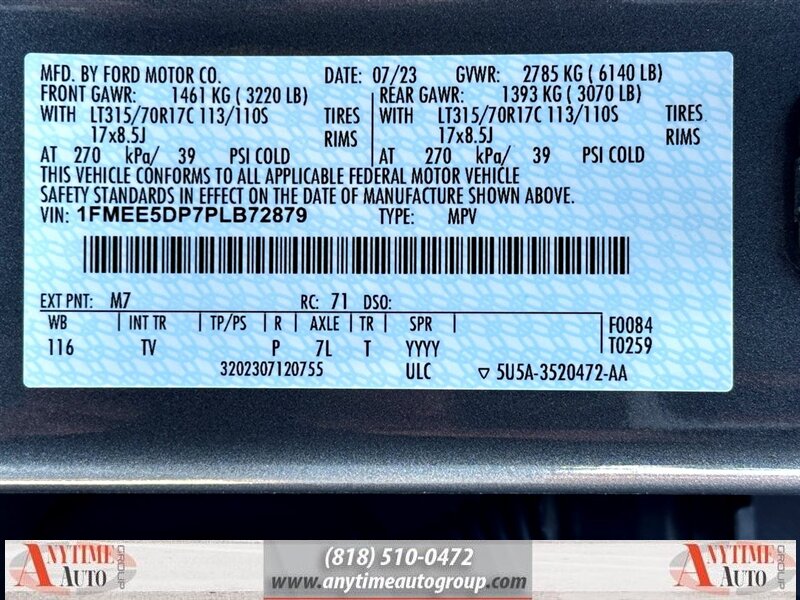 MFD. BY FORD MOTOR CO. DATE: 07/23 GVWR: 2785 KG ( 6140 LB)
FRONT GAWR: 1461 KG ( 3220 LB) REAR GAWR: 1393 KG ( 3070 LB)
WITH LT315/70R17C 113/110S TIRES WITH LT315/70R17C 113/110S TIRES
17x8.5J RIMS 17x8.5J RIMS
AT 270 kPa/ 39 PSI COLD AT 270 kPa/ 39 PSI COLD
THIS VEHICLE CONFORMS TO ALL APPLICABLE FEDERAL MOTOR VEHICLE
SAFETY STANDARDS IN EFFECT ON THE DATE OF MANUFACTURE SHOWN ABOVE.
VIN: 1FMEE5DP7PLB72879 TYPE: MPV
EXT PNT: M7 RC: 71 DSO:
WB INT TR TP/PS R AXLE TR SPR F0084
116 TV P 7L T YYYY T0259
3202307120755 ULC ▽ 5U5A-3520472-AA
ANYTIME AUTO GROUP
(818) 510-0472
www.anytimeautogroup.com
ANYTIME AUTO GROUP